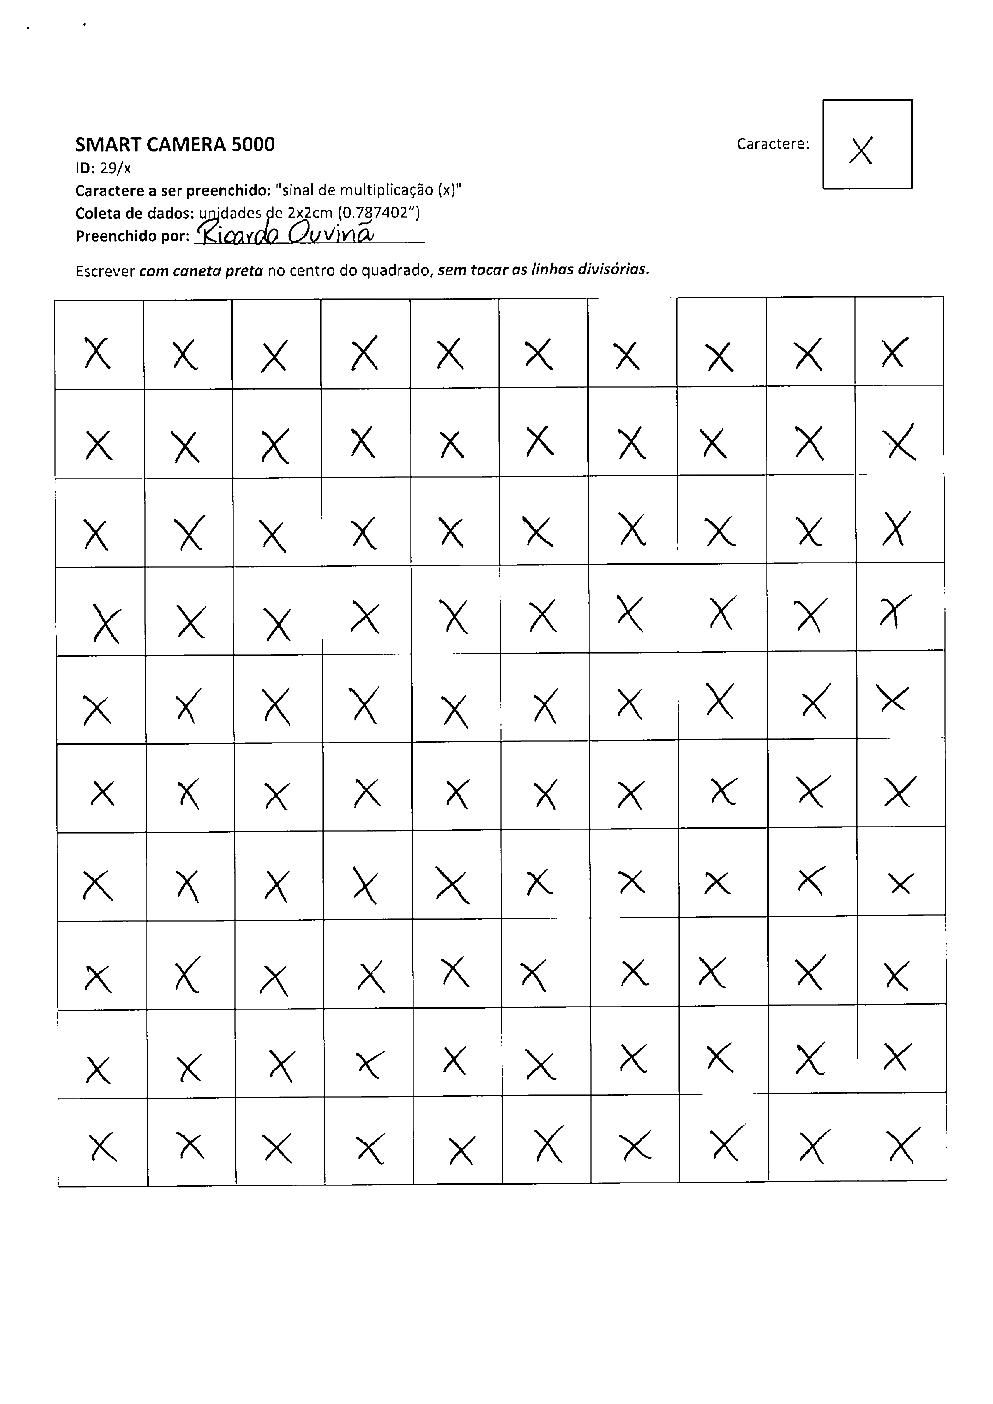 SMART CAMERA 5000
ID: 29/x
Caractere a ser preenchido: "sinal de multiplicação (x)"
Coleta de dados: unidades de 2x2cm (0.787402")
Preenchido por: Ricardo Ouvinã
Caractere: X
Escrever com caneta preta no centro do quadrado, sem tocar as linhas divisórias.
X X X X X X X X X X
X X X X X X X X X X
X X X X X X X X X X
X X X X X X X X X X
X X X X X X X X X X
X X X X X X X X X X
X X X X X X X X X X
X X X X X X X X X X
X X X X X X X X X X
X X X X X X X X X X